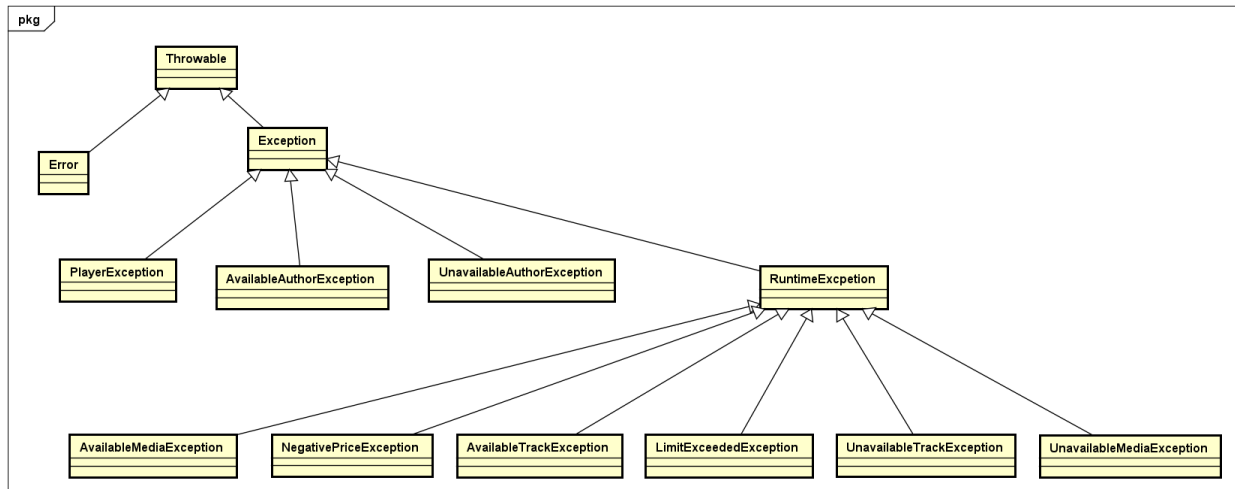 pkg
Throwable
Exception
Error
PlayerException
AvailableAuthorException
UnavailableAuthorException
RuntimeExcpetion
AvailableMediaException
NegativePriceException
AvailableTrackException
LimitExceededException
UnavailableTrackException
UnavailableMediaException